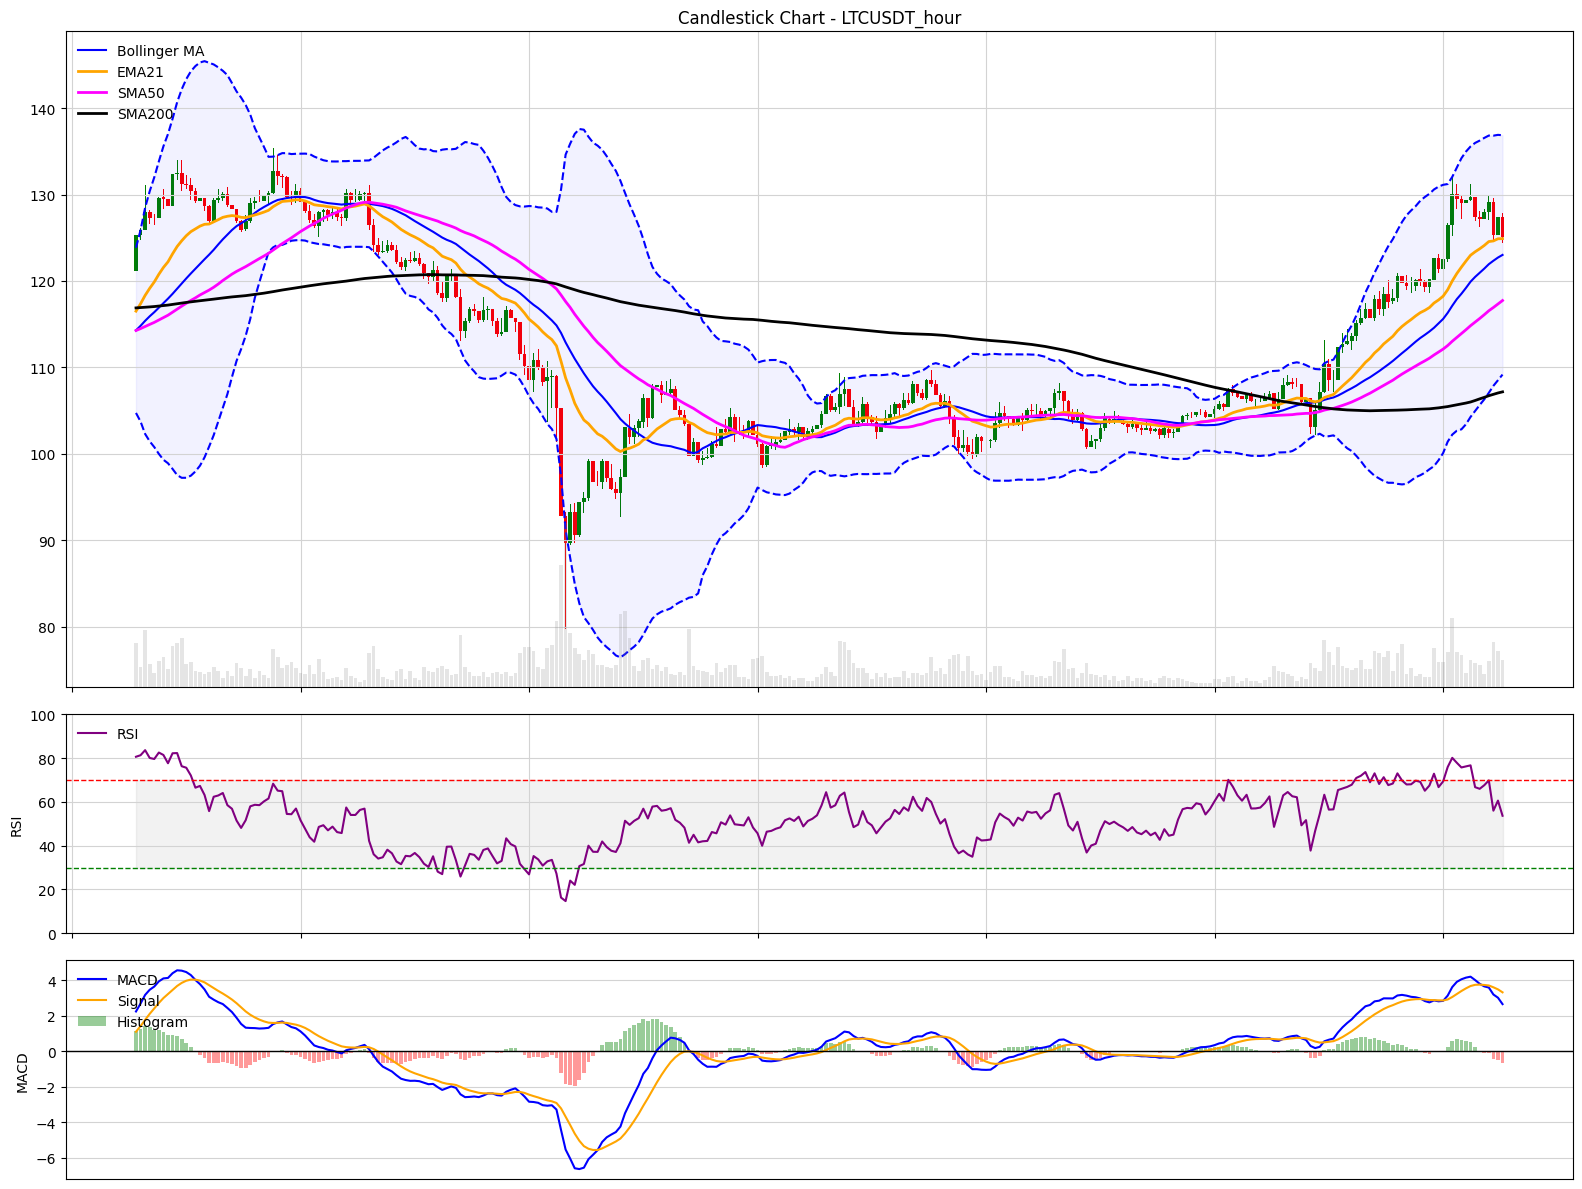 Candlestick Chart - LTCUSDT_hour
Bollinger MA
EMA21
SMA50
SMA200
140
130
120
110
100
90
80
RSI
100
80
60
40
20
0
RSI
MACD
Signal
Histogram
4
2
0
−2
−4
−6
MACD